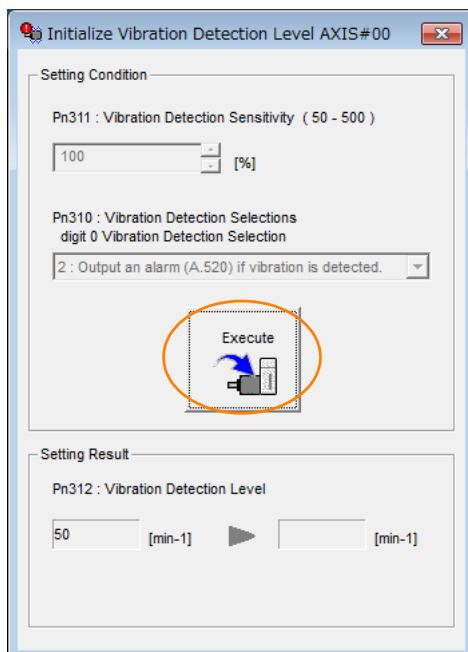 Initialize Vibration Detection Level AXIS#00
Setting Condition
Pn311 : Vibration Detection Sensitivity ( 50 - 500 )
100
[%]
Pn310 : Vibration Detection Selections
digit 0 Vibration Detection Selection
2 : Output an alarm (A.520) if vibration is detected.
Execute
Setting Result
Pn312 : Vibration Detection Level
50 [min-1] [min-1]